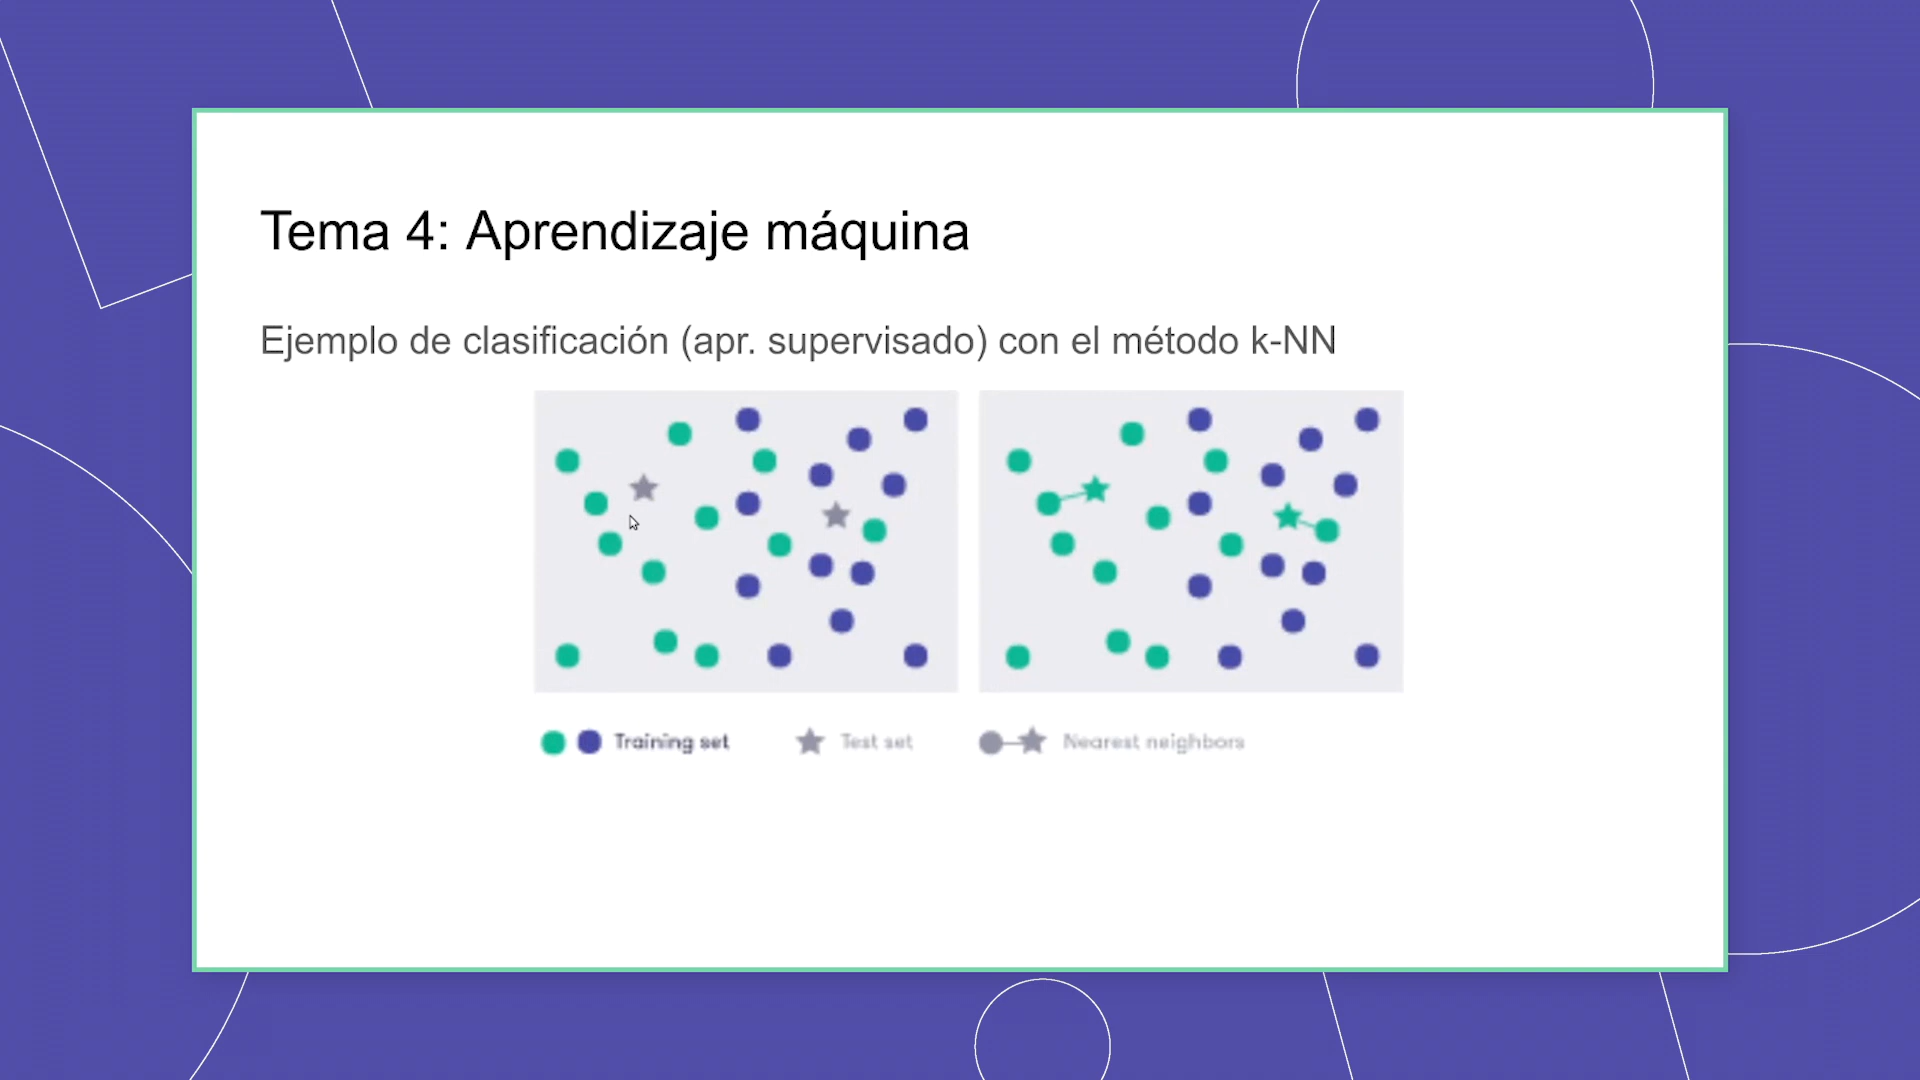 Tema 4: Aprendizaje máquina
Ejemplo de clasificación (apr. supervisado) con el método k-NN
Training set
Test set
Nearest neighbors